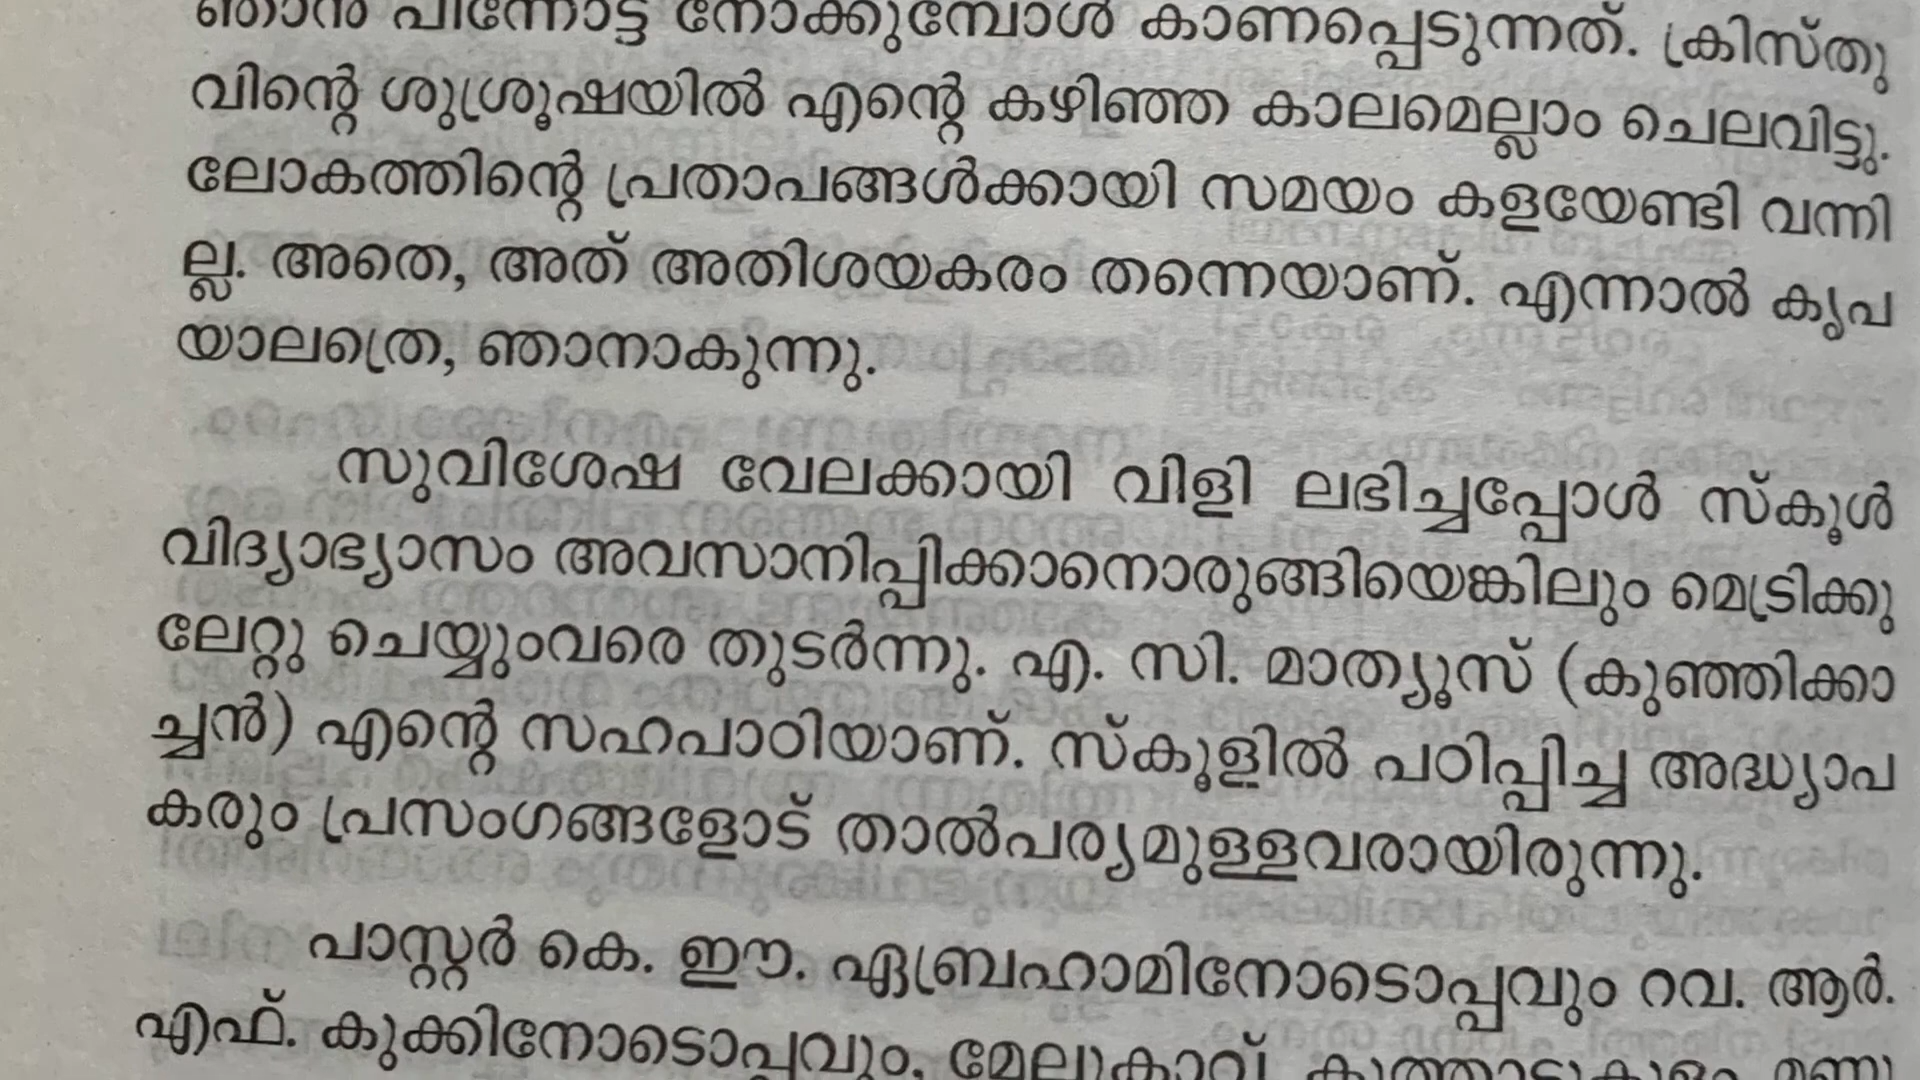 ഞാൻ പിന്നോട്ട് നോക്കുമ്പോൾ കാണപ്പെടുന്നത്. ക്രിസ്തു
വിന്റെ ശുശ്രൂഷയിൽ എന്റെ കഴിഞ്ഞ കാലമെല്ലാം ചെലവിട്ടു.
ലോകത്തിന്റെ പ്രതാപങ്ങൾക്കായി സമയം കളയേണ്ടി വന്നി
ല്ല. അതെ, അത് അതിശയകരം തന്നെയാണ്. എന്നാൽ കൃപ
യാലത്രെ, ഞാനാകുന്നു.
സുവിശേഷ വേലക്കായി വിളി ലഭിച്ചപ്പോൾ സ്കൂൾ
വിദ്യാഭ്യാസം അവസാനിപ്പിക്കാനൊരുങ്ങിയെങ്കിലും മെട്രിക്കു
ലേറ്റു ചെയ്യുംവരെ തുടർന്നു. എ. സി. മാത്യൂസ് (കുഞ്ഞിക്കാ
ച്ചൻ) എന്റെ സഹപാഠിയാണ്. സ്കൂളിൽ പഠിപ്പിച്ച അദ്ധ്യാപ
കരും പ്രസംഗങ്ങളോട് താൽപര്യമുള്ളവരായിരുന്നു.
പാസ്റ്റർ കെ. ഈ. ഏബ്രഹാമിനോടൊപ്പവും റവ. ആർ.
എഫ്. കുക്കിനോടൊപ്പവും, മേലുകാവ്